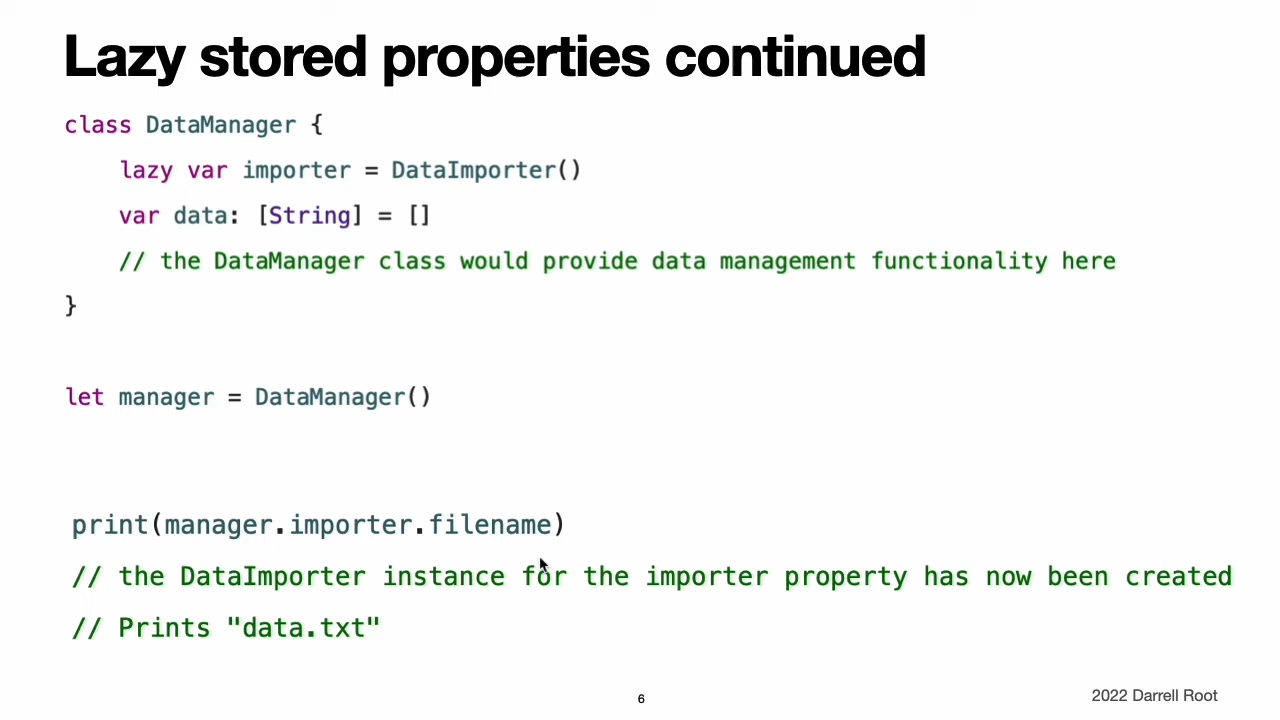 Lazy stored properties continued
class DataManager {
    lazy var importer = DataImporter()
    var data: [String] = []
    // the DataManager class would provide data management functionality here
}
let manager = DataManager()
print(manager.importer.filename)
// the DataImporter instance for the importer property has now been created
// Prints "data.txt"
6
2022 Darrell Root